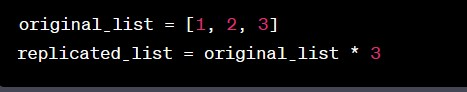 original_list = [1, 2, 3]
replicated_list = original_list * 3